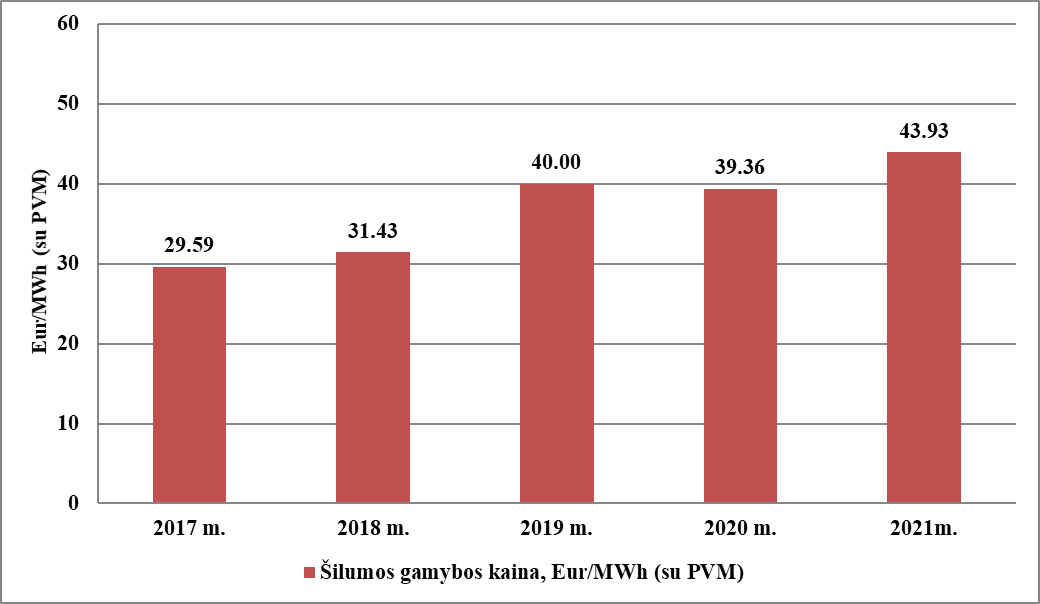 60
50
40
30
20
10
0
Eur/MWh (su PVM)
29.59
31.43
40.00
39.36
43.93
2017 m.
2018 m.
2019 m.
2020 m.
2021m.
Šilumos gamybos kaina, Eur/MWh (su PVM)